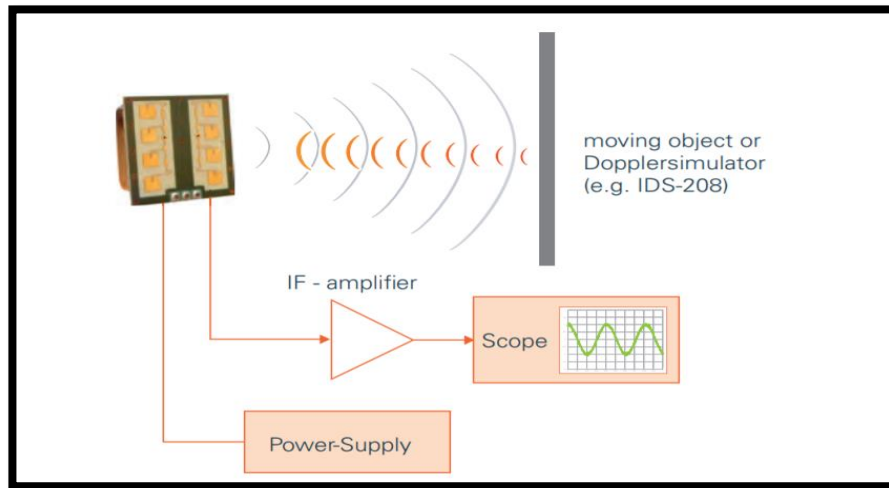 moving object or
Dopplersimulator
(e.g. IDS-208)
IF - amplifier
Scope
Power-Supply